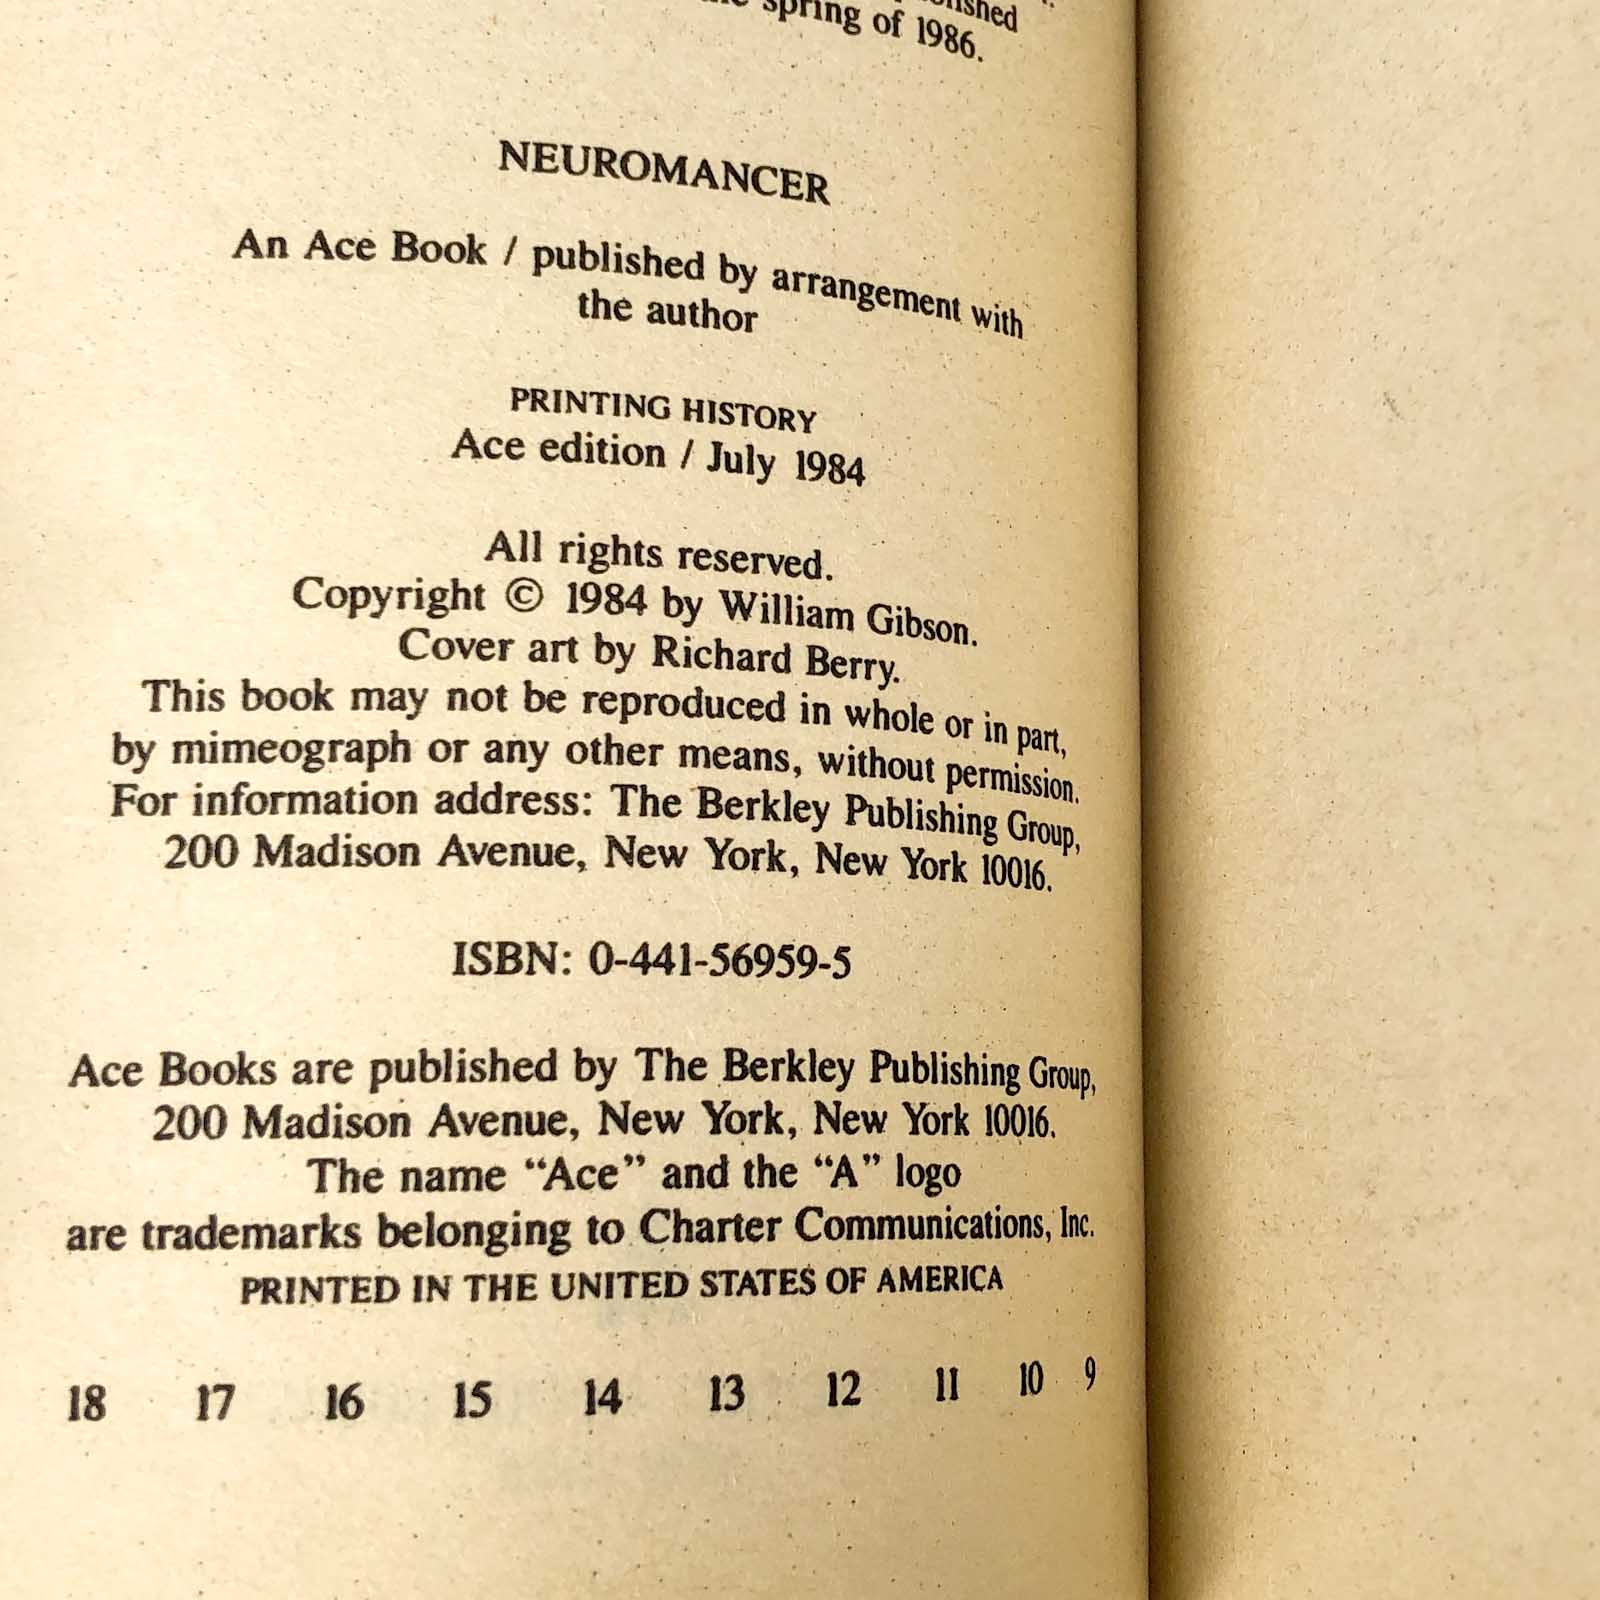 spring of 1986.
NEUROMANCER
An Ace Book / published by arrangement with
the author
PRINTING HISTORY
Ace edition / July 1984
All rights reserved.
Copyright © 1984 by William Gibson.
Cover art by Richard Berry.
This book may not be reproduced in whole or in part,
by mimeograph or any other means, without permission.
For information address: The Berkley Publishing Group,
200 Madison Avenue, New York, New York 10016.
ISBN: 0-441-56959-5
Ace Books are published by The Berkley Publishing Group,
200 Madison Avenue, New York, New York 10016.
The name “Ace” and the “A” logo
are trademarks belonging to Charter Communications, Inc.
PRINTED IN THE UNITED STATES OF AMERICA
18 17 16 15 14 13 12 11 10 9